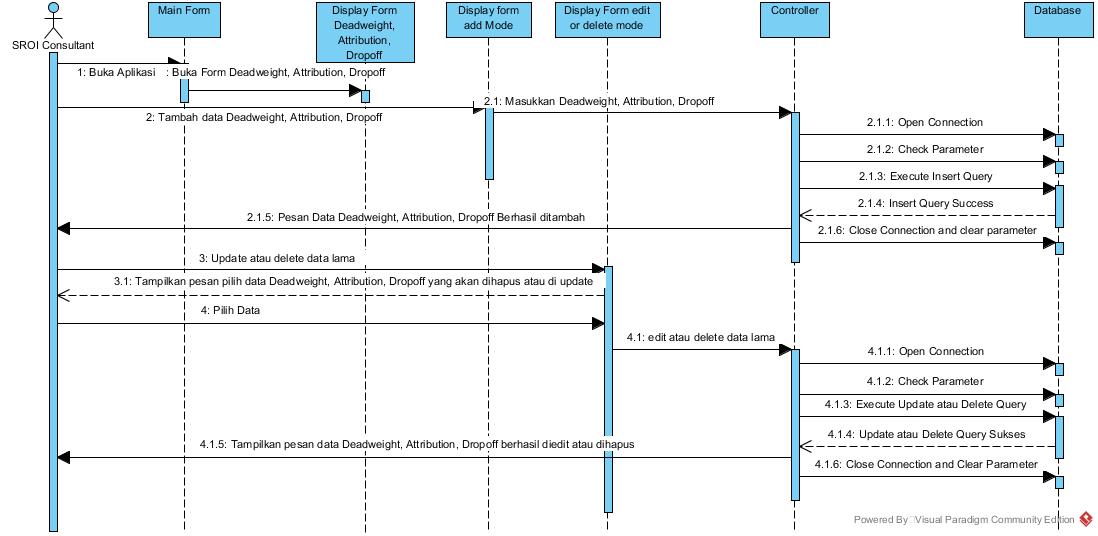 SROI Consultant
Main Form
Display Form
Deadweight,
Attribution,
Dropoff
Display form
add Mode
Display Form edit
or delete mode
Controller
Database
1: Buka Aplikasi
: Buka Form Deadweight, Attribution, Dropoff
2: Tambah data Deadweight, Attribution, Dropoff
2.1: Masukkan Deadweight, Attribution, Dropoff
2.1.1: Open Connection
2.1.2: Check Parameter
2.1.3: Execute Insert Query
2.1.4: Insert Query Success
2.1.5: Pesan Data Deadweight, Attribution, Dropoff Berhasil ditambah
2.1.6: Close Connection and clear parameter
3: Update atau delete data lama
3.1: Tampilkan pesan pilih data Deadweight, Attribution, Dropoff yang akan dihapus atau di update
4: Pilih Data
4.1: edit atau delete data lama
4.1.1: Open Connection
4.1.2: Check Parameter
4.1.3: Execute Update atau Delete Query
4.1.4: Update atau Delete Query Sukses
4.1.5: Tampilkan pesan data Deadweight, Attribution, Dropoff berhasil diedit atau dihapus
4.1.6: Close Connection and Clear Parameter
Powered By Visual Paradigm Community Edition